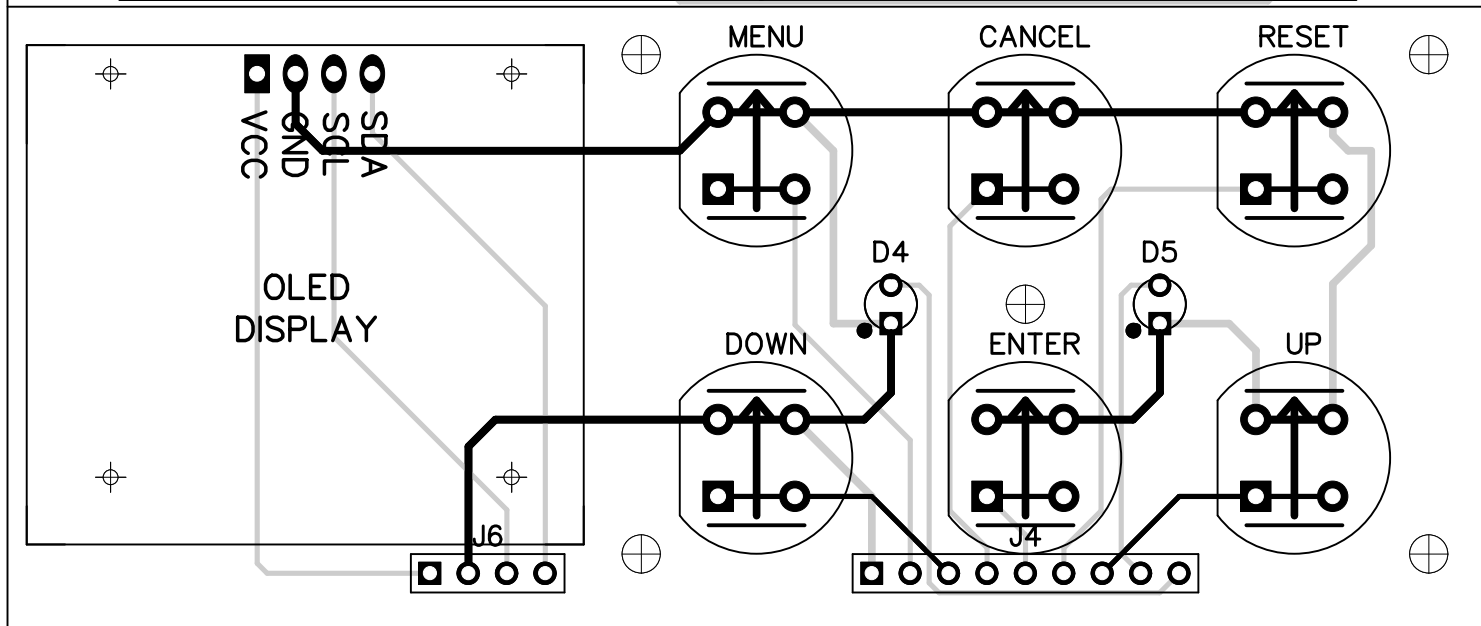 MENU
CANCEL
RESET
VCC
GND
SCL
SDA
OLED
DISPLAY
D4
D5
DOWN
ENTER
UP
J6
J4